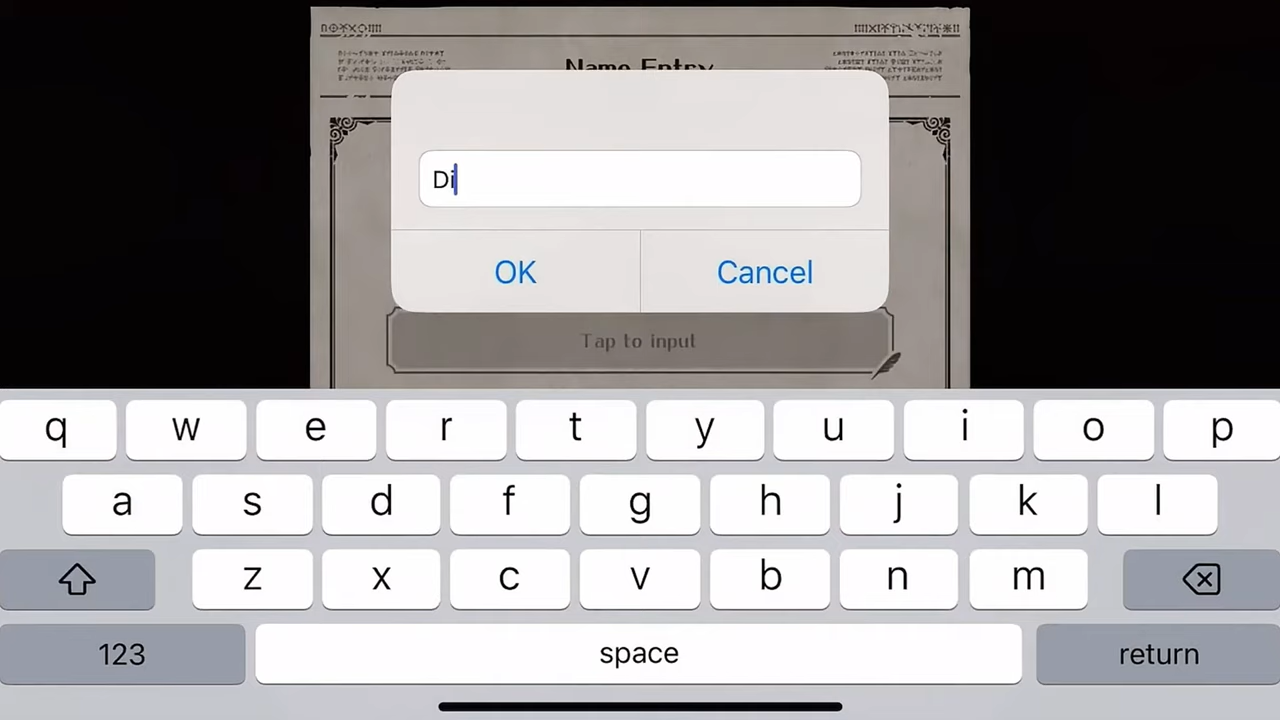 Name Entry
Di
OK
Cancel
Tap to input
q w e r t y u i o p
a s d f g h j k l
z x c v b n m
123
space
return